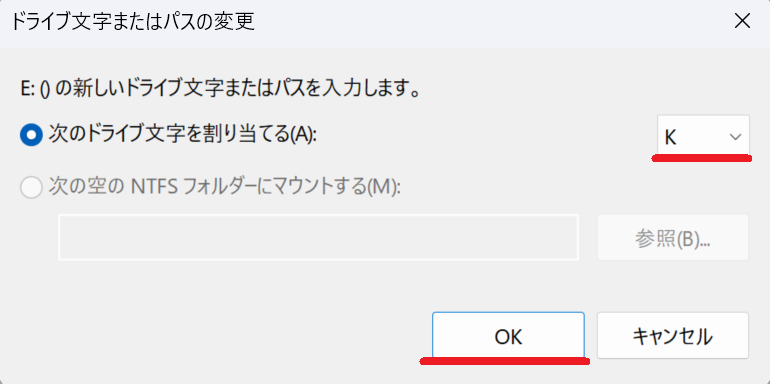 ドライブ文字またはパスの変更
E: () の新しいドライブ文字またはパスを入力します。
次のドライブ文字を割り当てる(A):
K
次の空の NTFS フォルダーにマウントする(M):
参照(B)...
OK
キャンセル